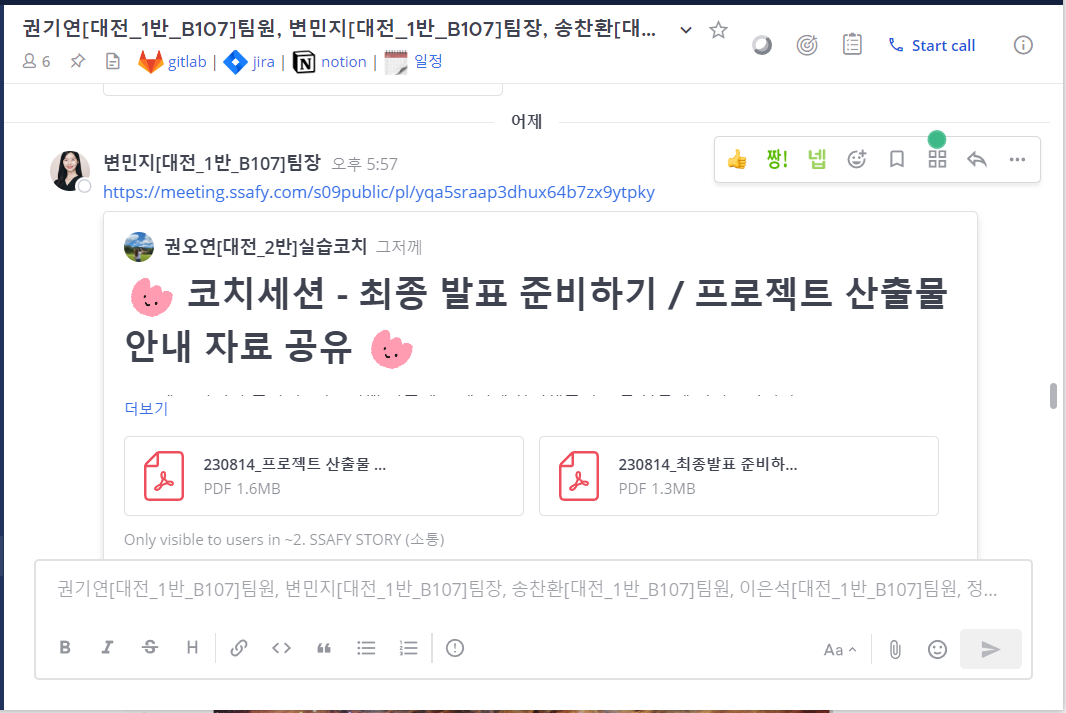 권기연[대전_1반_B107]팀원, 변민지[대전_1반_B107]팀장, 송찬환[대...
Start call
6 gitlab | jira | notion | 일정
어제
변민지[대전_1반_B107]팀장 오후 5:57
짱! 넵
https://meeting.ssafy.com/s09public/pl/yqa5sraap3dhux64b7zx9ytpky
권오연[대전_2반]실습코치 그저께
코치세션 - 최종 발표 준비하기 / 프로젝트 산출물
안내 자료 공유
더보기
230814_프로젝트 산출물 ...
PDF 1.6MB
230814_최종발표 준비하...
PDF 1.3MB
Only visible to users in ~2. SSAFY STORY (소통)
권기연[대전_1반_B107]팀원, 변민지[대전_1반_B107]팀장, 송찬환[대전_1반_B107]팀원, 이은석[대전_1반_B107]팀원, 정...
B I S H Aa